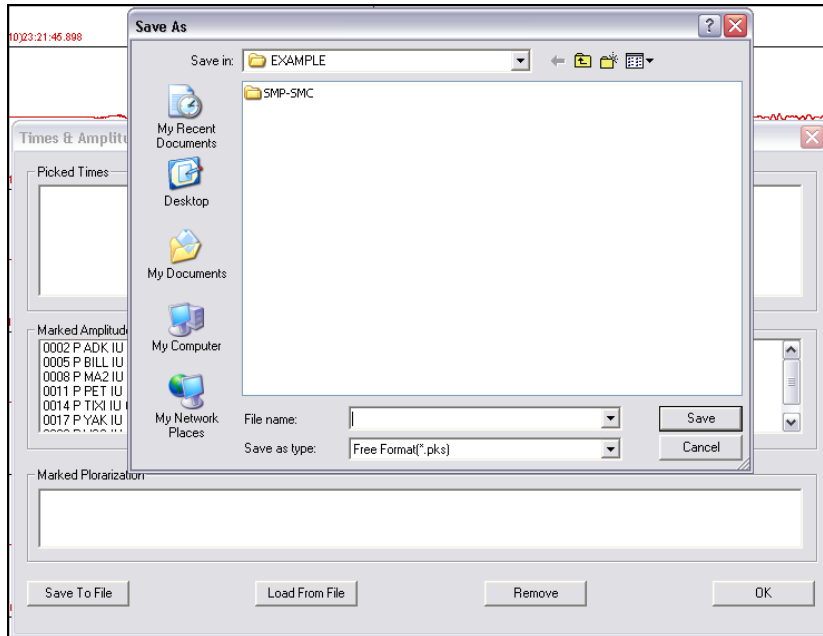 10)23:21:45.898
Save As
Save in: EXAMPLE
SMP-SMC
My Recent
Documents
Desktop
My Documents
My Computer
My Network
Places
File name:
Save as type: Free Format(*.pks)
Save
Cancel
Times & Amplitu
Picked Times
Marked Amplitud
0002 P ADK IU
0005 P BILL IU
0008 P MA2 IU
0011 P PET IU
0014 P TIXI IU
0017 P YAK IU
Marked Plorarization
Save To File
Load From File
Remove
OK